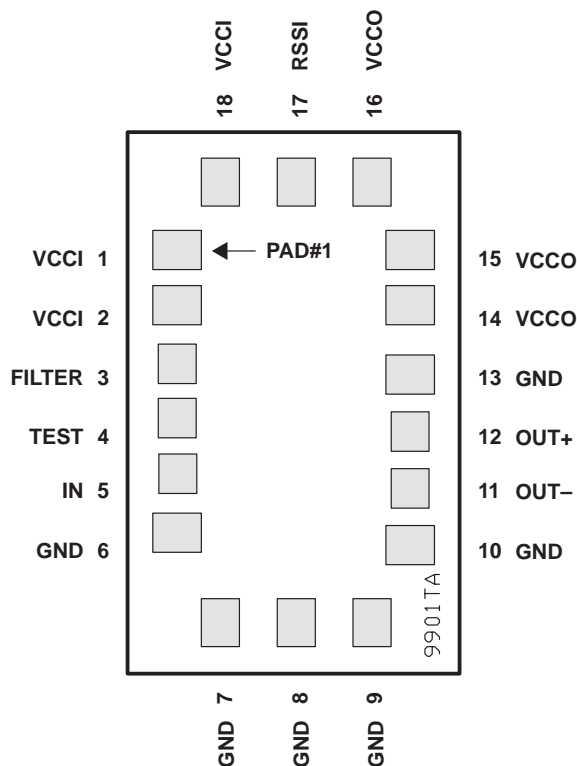 18 VCCI
17 RSSI
16 VCCO
VCCI 1
PAD#1
15 VCCO
VCCI 2
14 VCCO
FILTER 3
13 GND
TEST 4
12 OUT+
IN 5
11 OUT–
GND 6
10 GND
9901TA
GND 7
GND 8
GND 9